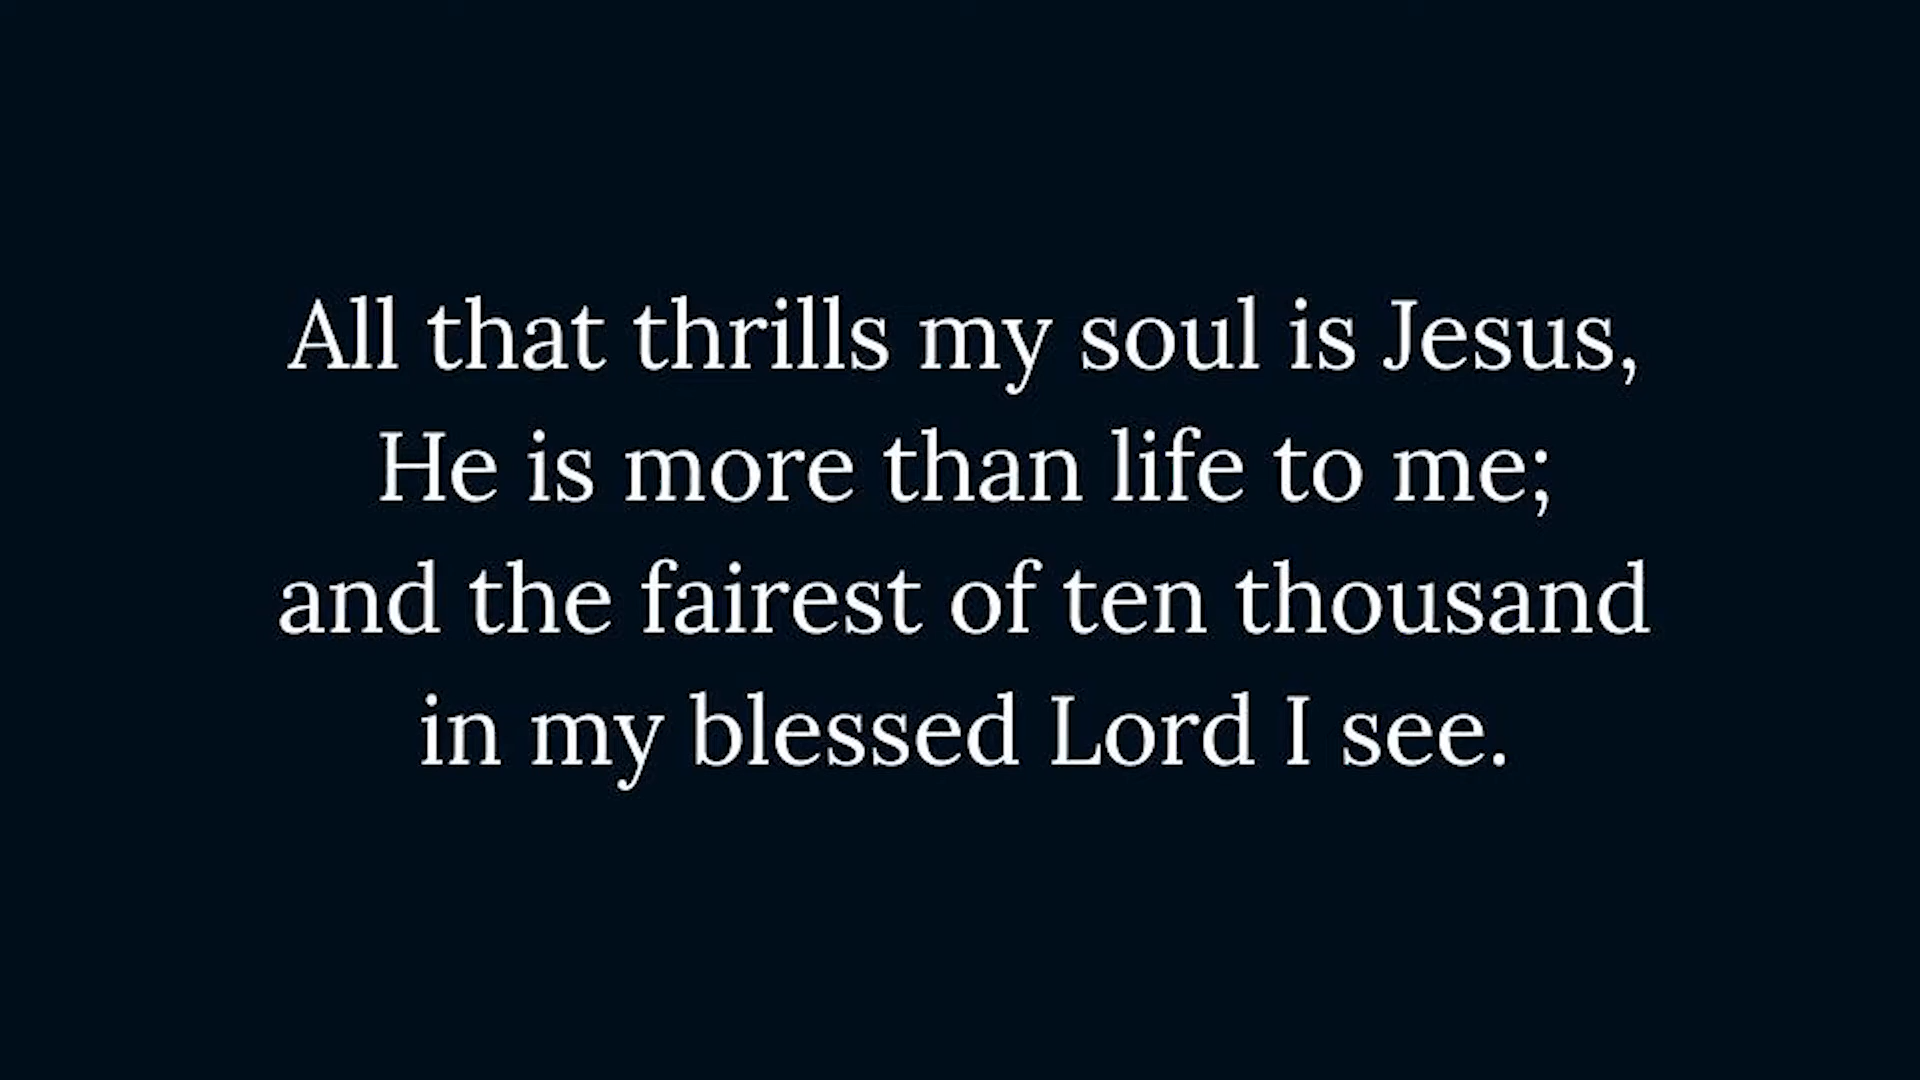 All that thrills my soul is Jesus,
He is more than life to me;
and the fairest of ten thousand
in my blessed Lord I see.